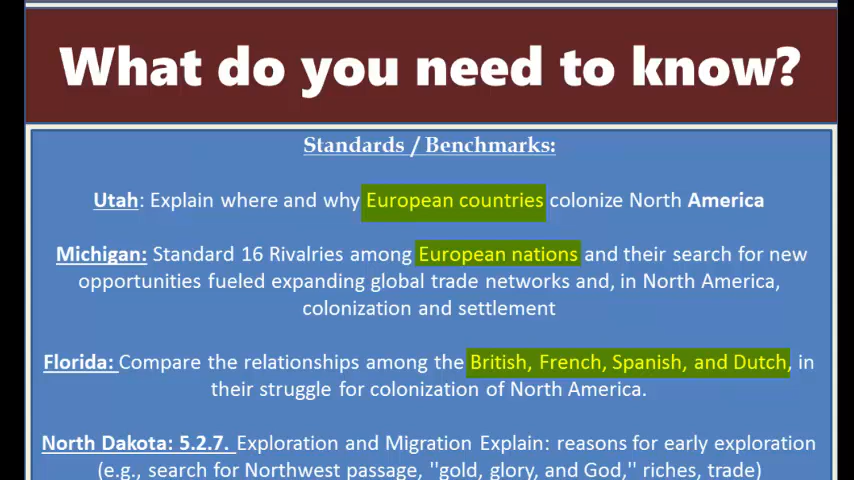 What do you need to know?
Standards / Benchmarks:
Utah: Explain where and why European countries colonize North America
Michigan: Standard 16 Rivalries among European nations and their search for new
opportunities fueled expanding global trade networks and, in North America,
colonization and settlement
Florida: Compare the relationships among the British, French, Spanish, and Dutch, in
their struggle for colonization of North America.
North Dakota: 5.2.7. Exploration and Migration Explain: reasons for early exploration
(e.g., search for Northwest passage, "gold, glory, and God," riches, trade)